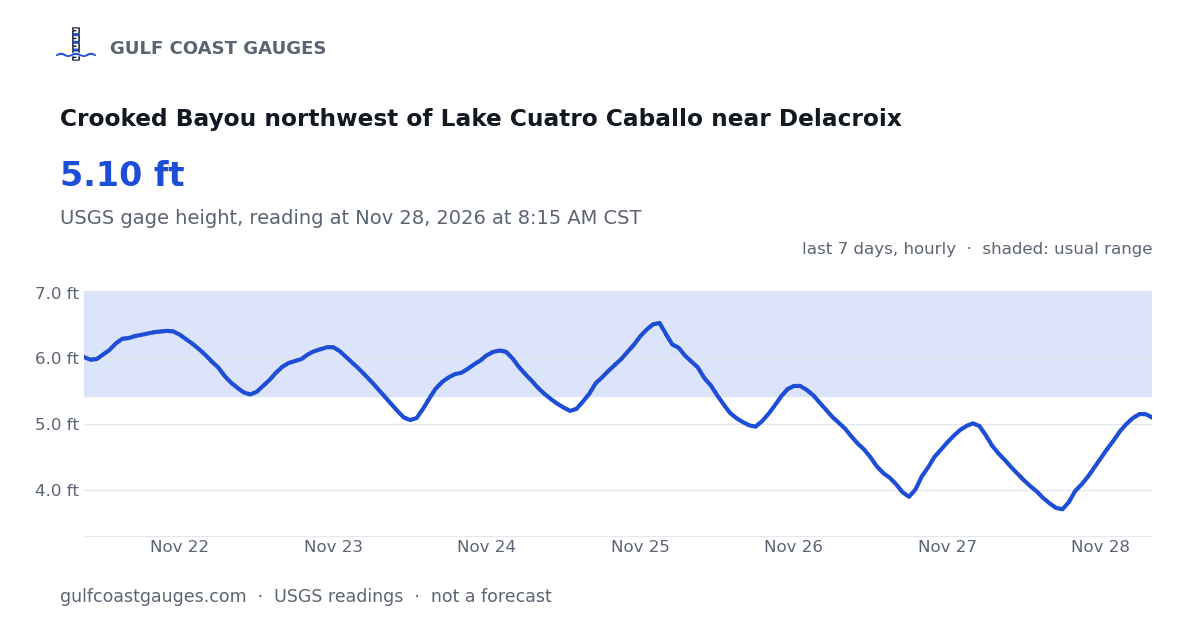 GULF COAST GAUGES
Crooked Bayou northwest of Lake Cuatro Caballo near Delacroix
5.10 ft
USGS gage height, reading at Nov 28, 2026 at 8:15 AM CST
last 7 days, hourly · shaded: usual range
7.0 ft
6.0 ft
5.0 ft
4.0 ft
Nov 22 Nov 23 Nov 24 Nov 25 Nov 26 Nov 27 Nov 28
gulfcoastgauges.com · USGS readings · not a forecast